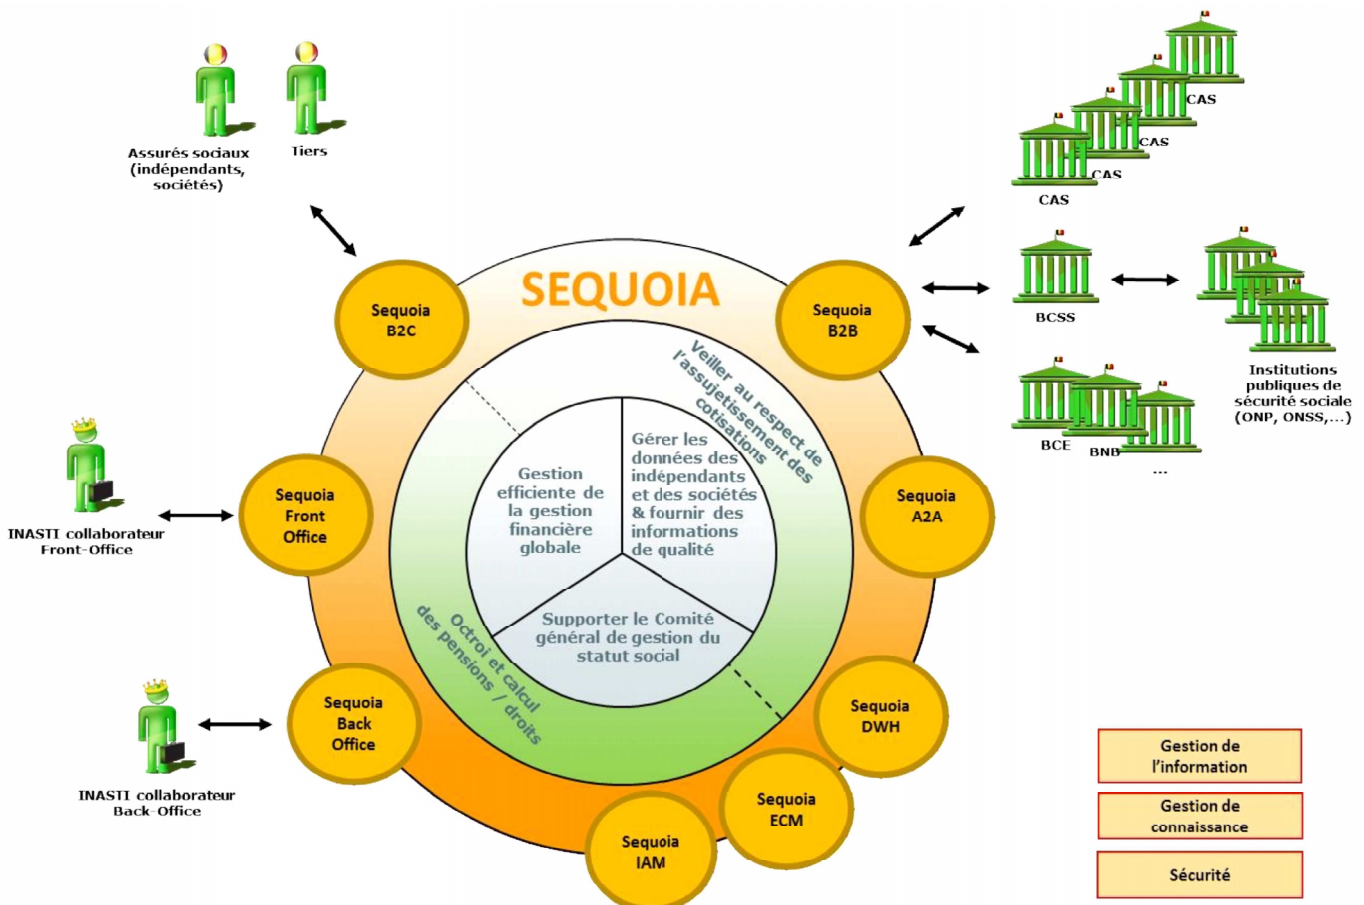 Assurés sociaux
(indépendants,
sociétés)
Tiers
CAS
CAS
CAS
CAS
SEQUOIA
Sequoia
B2C
Sequoia
B2B
BCSS
Institutions
publiques de
sécurité sociale
(ONP, ONSS,...)
BCE
BNB
...
Veiller au respect de
l'assujetissement des
cotisations
Gestion
efficiente de
la gestion
financière
globale
Gérer les
données des
indépendants
et des sociétés
& fournir des
informations
de qualité
Supporter le Comité
général de gestion du
statut social
Octroi et calcul
des pensions / droits
Sequoia
Front
Office
INASTI collaborateur
Front-Office
Sequoia
A2A
Sequoia
Back
Office
INASTI collaborateur
Back-Office
Sequoia
DWH
Sequoia
ECM
Sequoia
IAM
Gestion de
l'information
Gestion de
connaissance
Sécurité